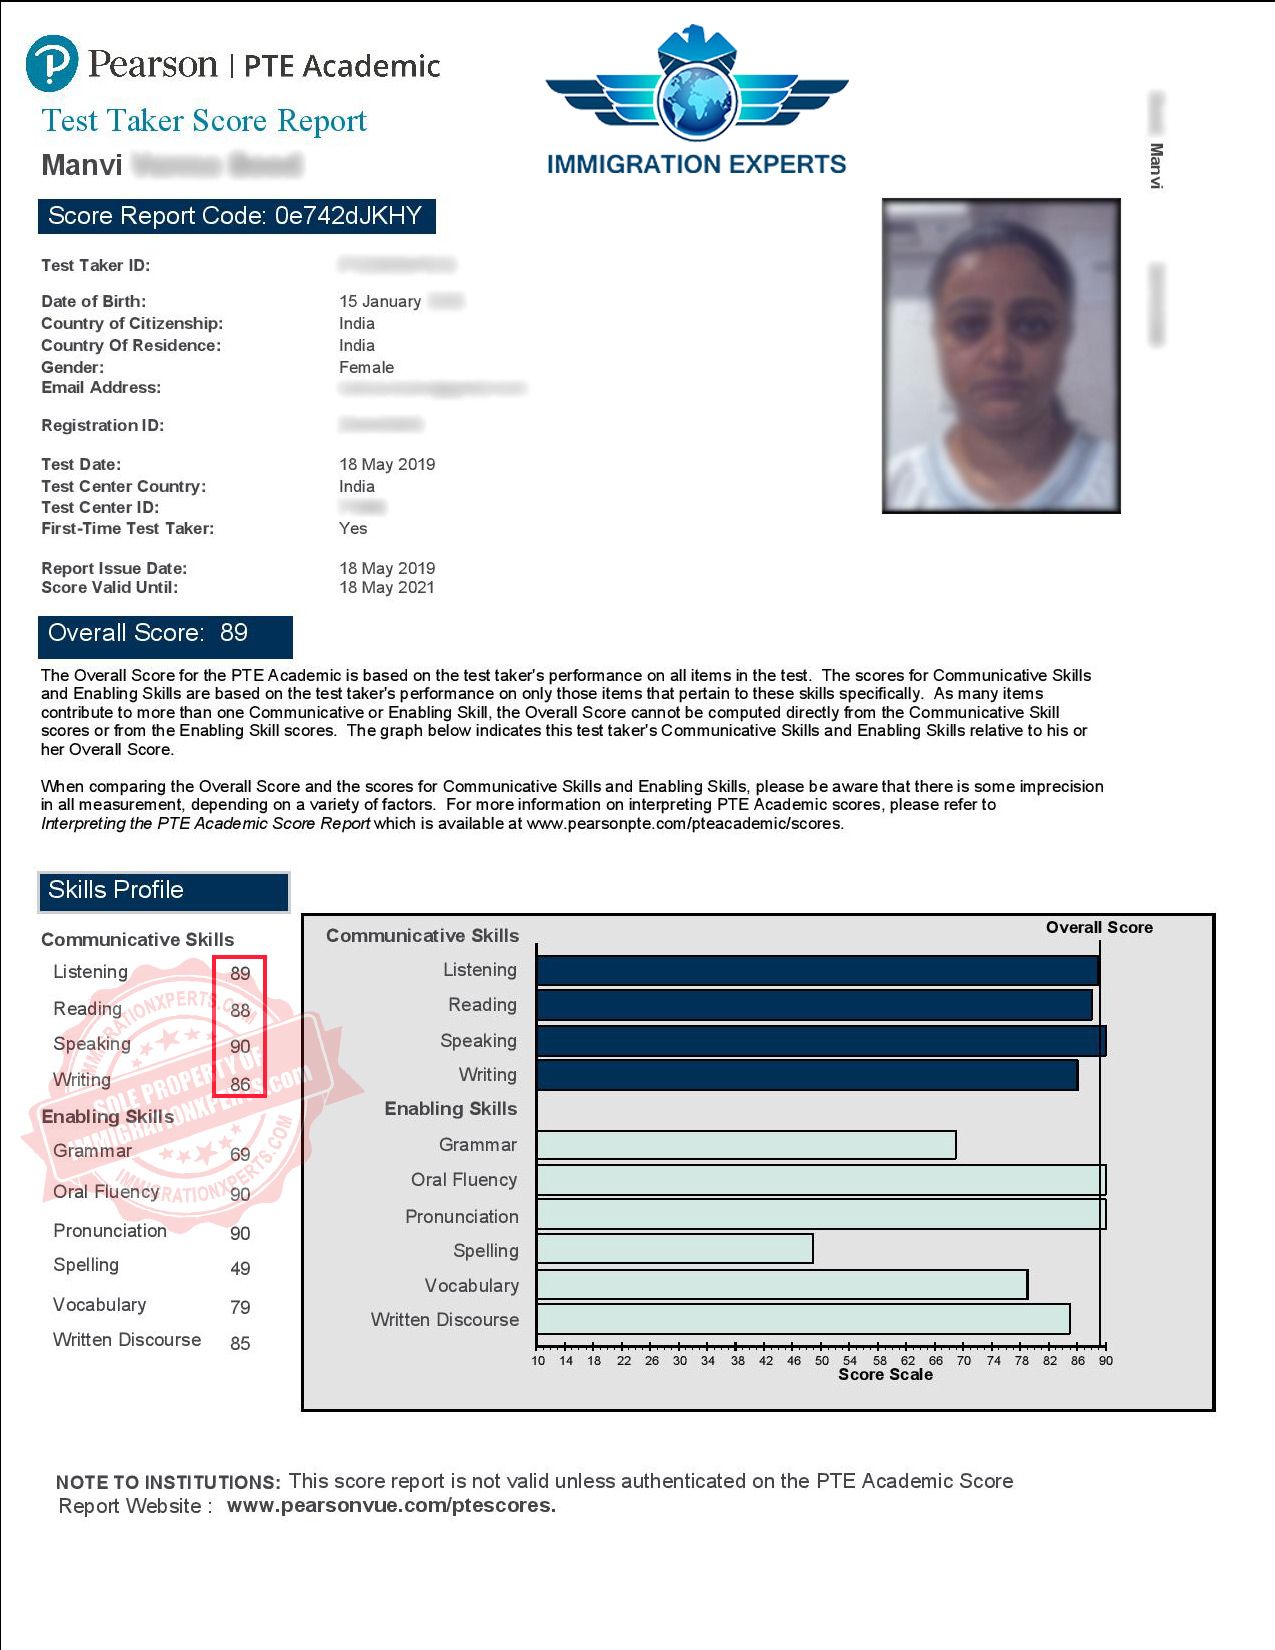 Pearson | PTE Academic
Test Taker Score Report
Manvi
IMMIGRATION EXPERTS
Manvi
Score Report Code: 0e742dJKHY
Test Taker ID:
Date of Birth: 15 January
Country of Citizenship: India
Country Of Residence: India
Gender: Female
Email Address:
Registration ID:
Test Date: 18 May 2019
Test Center Country: India
Test Center ID:
First-Time Test Taker: Yes
Report Issue Date: 18 May 2019
Score Valid Until: 18 May 2021
Overall Score: 89
The Overall Score for the PTE Academic is based on the test taker's performance on all items in the test. The scores for Communicative Skills
and Enabling Skills are based on the test taker's performance on only those items that pertain to these skills specifically. As many items
contribute to more than one Communicative or Enabling Skill, the Overall Score cannot be computed directly from the Communicative Skill
scores or from the Enabling Skill scores. The graph below indicates this test taker's Communicative Skills and Enabling Skills relative to his or
her Overall Score.
When comparing the Overall Score and the scores for Communicative Skills and Enabling Skills, please be aware that there is some imprecision
in all measurement, depending on a variety of factors. For more information on interpreting PTE Academic scores, please refer to
Interpreting the PTE Academic Score Report which is available at www.pearsonpte.com/pteacademic/scores.
Skills Profile
Communicative Skills
Listening 89
Reading 88
Speaking 90
Writing 86
Enabling Skills
Grammar 69
Oral Fluency 90
Pronunciation 90
Spelling 49
Vocabulary 79
Written Discourse 85
IMMIGRATIONXPERTS.COM
SOLE PROPERTY OF
IMMIGRATIONXPERTS.com
IMMIGRATIONXPERTS.COM
Overall Score
Communicative Skills
Listening
Reading
Speaking
Writing
Enabling Skills
Grammar
Oral Fluency
Pronunciation
Spelling
Vocabulary
Written Discourse
10 14 18 22 26 30 34 38 42 46 50 54 58 62 66 70 74 78 82 86 90
Score Scale
NOTE TO INSTITUTIONS: This score report is not valid unless authenticated on the PTE Academic Score
Report Website : www.pearsonvue.com/ptescores.